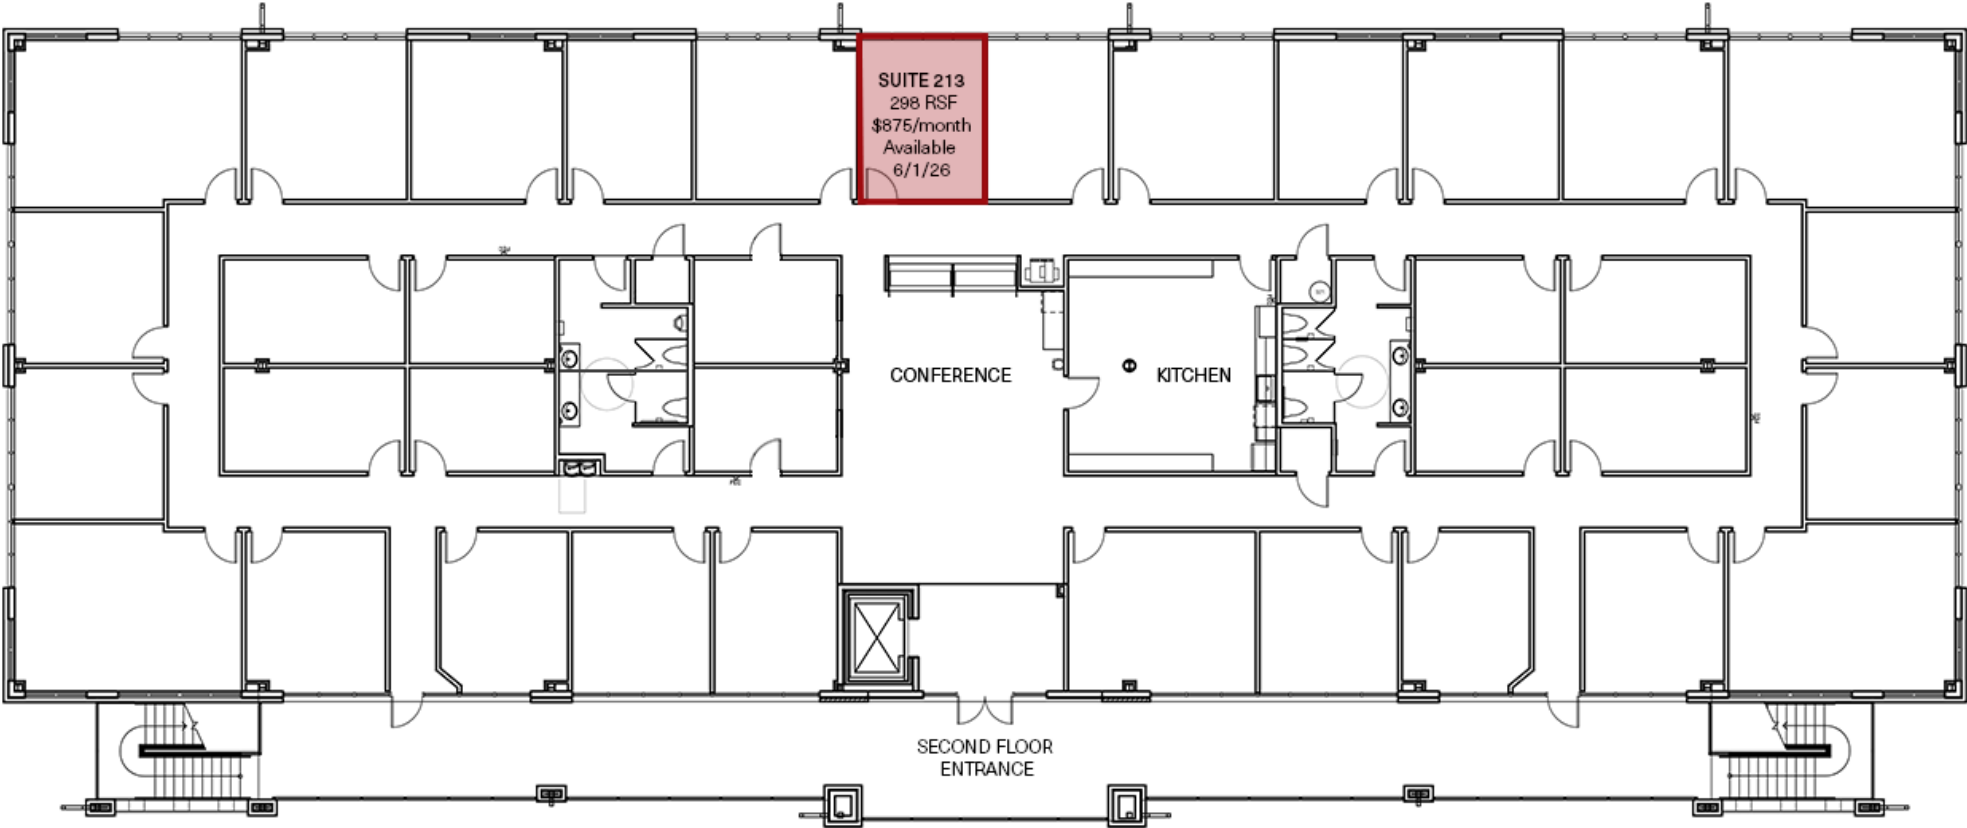 SUITE 213
298 RSF
$875/month
Available
6/1/26
CONFERENCE
KITCHEN
SECOND FLOOR
ENTRANCE